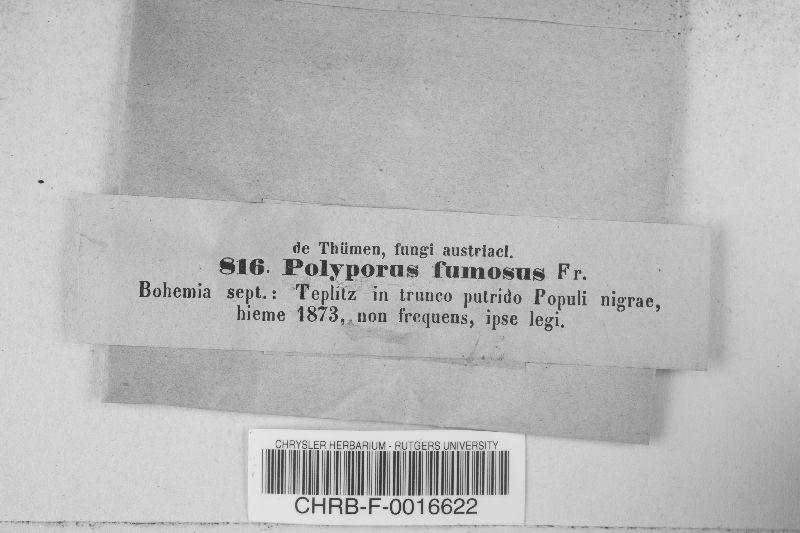 de Thümen, fungi austriaci.
816. Polyporus fumosus Fr.
Bohemia sept.: Teplitz in trunco putrido Populi nigrae,
hieme 1873, non frequens, ipse legi.
CHRYSLER HERBARIUM - RUTGERS UNIVERSITY
CHRB-F-0016622